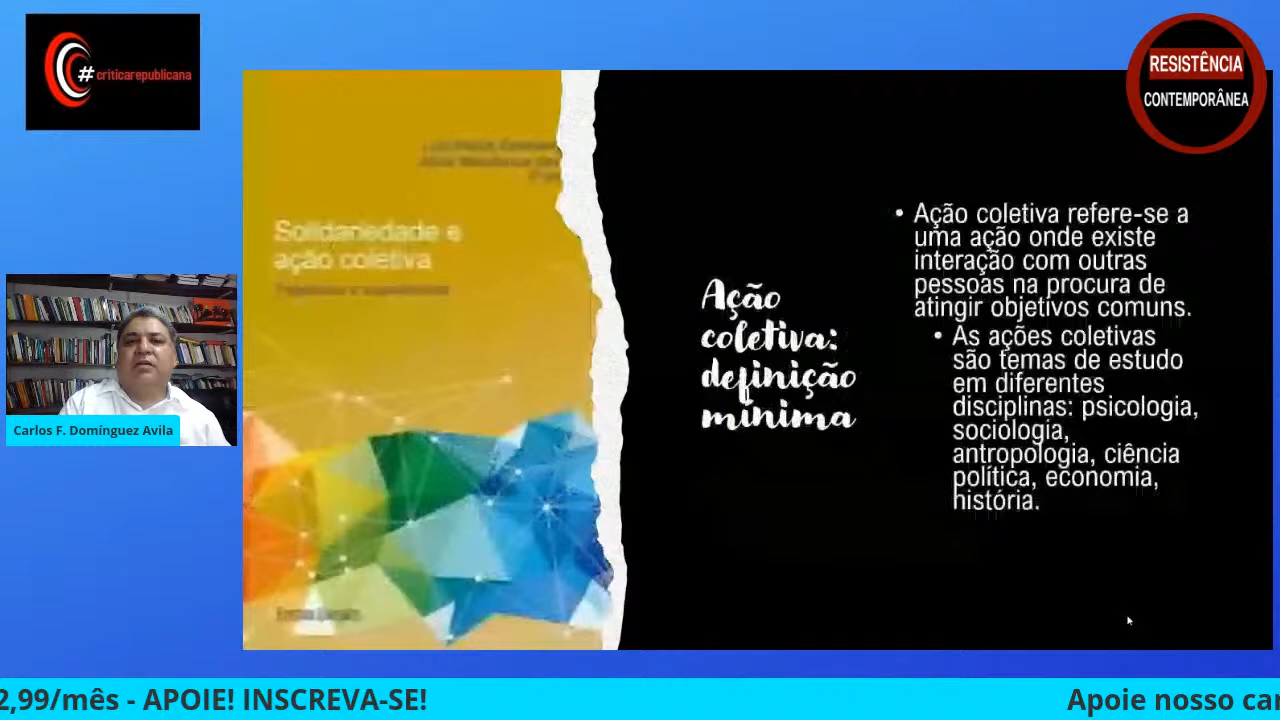 #criticarepublicana
RESISTÊNCIA
CONTEMPORÂNEA
Solidariedade e
ação coletiva
Ação
coletiva:
definição
mínima
• Ação coletiva refere-se a
uma ação onde existe
interação com outras
pessoas na procura de
atingir objetivos comuns.
• As ações coletivas
são temas de estudo
em diferentes
disciplinas: psicologia,
sociologia,
antropologia, ciência
política, economia,
história.
Carlos F. Domínguez Avila
2,99/mês - APOIE! INSCREVA-SE!
Apoie nosso can